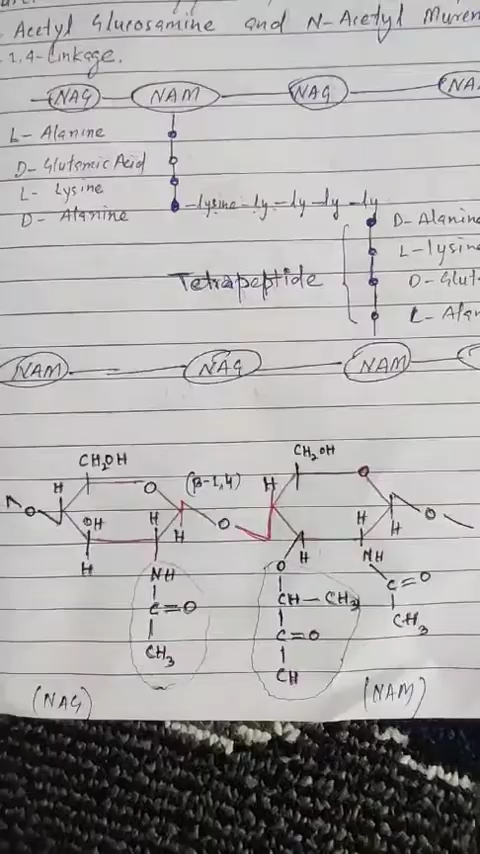 Acetyl Glucosamine and N-Acetyl Muren
1,4-Linkage.
NAG NAM NAG NA
L- Alanine
D- Glutamic Acid
L- Lysine
D- Alanine -lysine-ly-ly-ly-ly
D- Alanine
L-lysine
Tetrapeptide D-Glut
L-Alan
NAM NAG NAM
CH2OH O (β-1,4) CH2OH O
H H
O OH H H O H H H O
H
NH O NH
C=O CH-CH3 C=O
CH3 C=O CH3
CH
(NAG) (NAM)